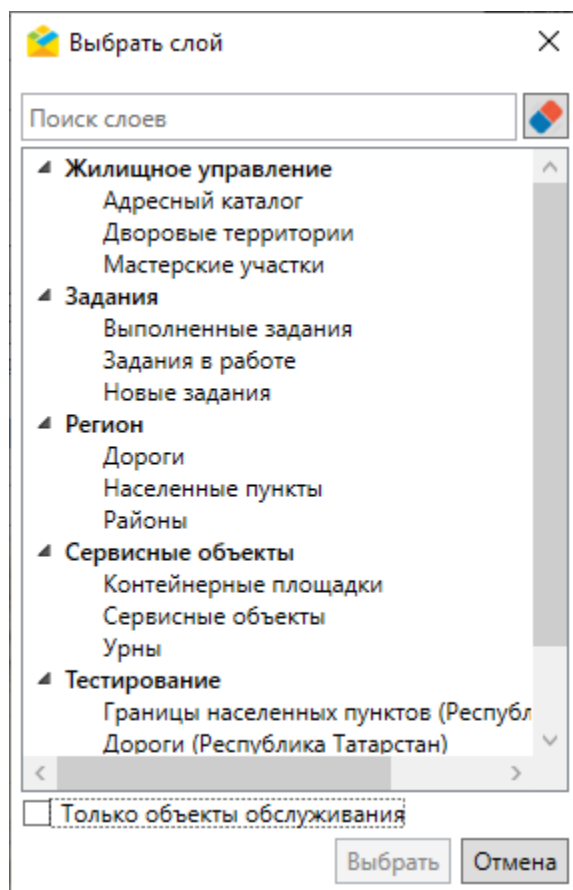 Выбрать слой
Поиск слоев
Жилищное управление
Адресный каталог
Дворовые территории
Мастерские участки
Задания
Выполненные задания
Задания в работе
Новые задания
Регион
Дороги
Населенные пункты
Районы
Сервисные объекты
Контейнерные площадки
Сервисные объекты
Урны
Тестирование
Границы населенных пунктов (Республ
Дороги (Республика Татарстан)
Только объекты обслуживания
Выбрать Отмена